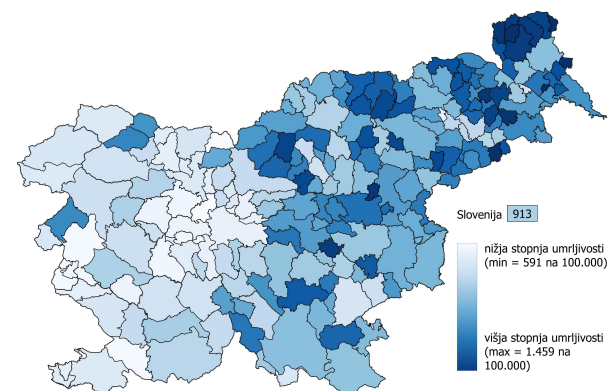 Slovenija 913
nižja stopnja umrljivosti
(min = 591 na 100.000)
višja stopnja umrljivosti
(max = 1.459 na
100.000)